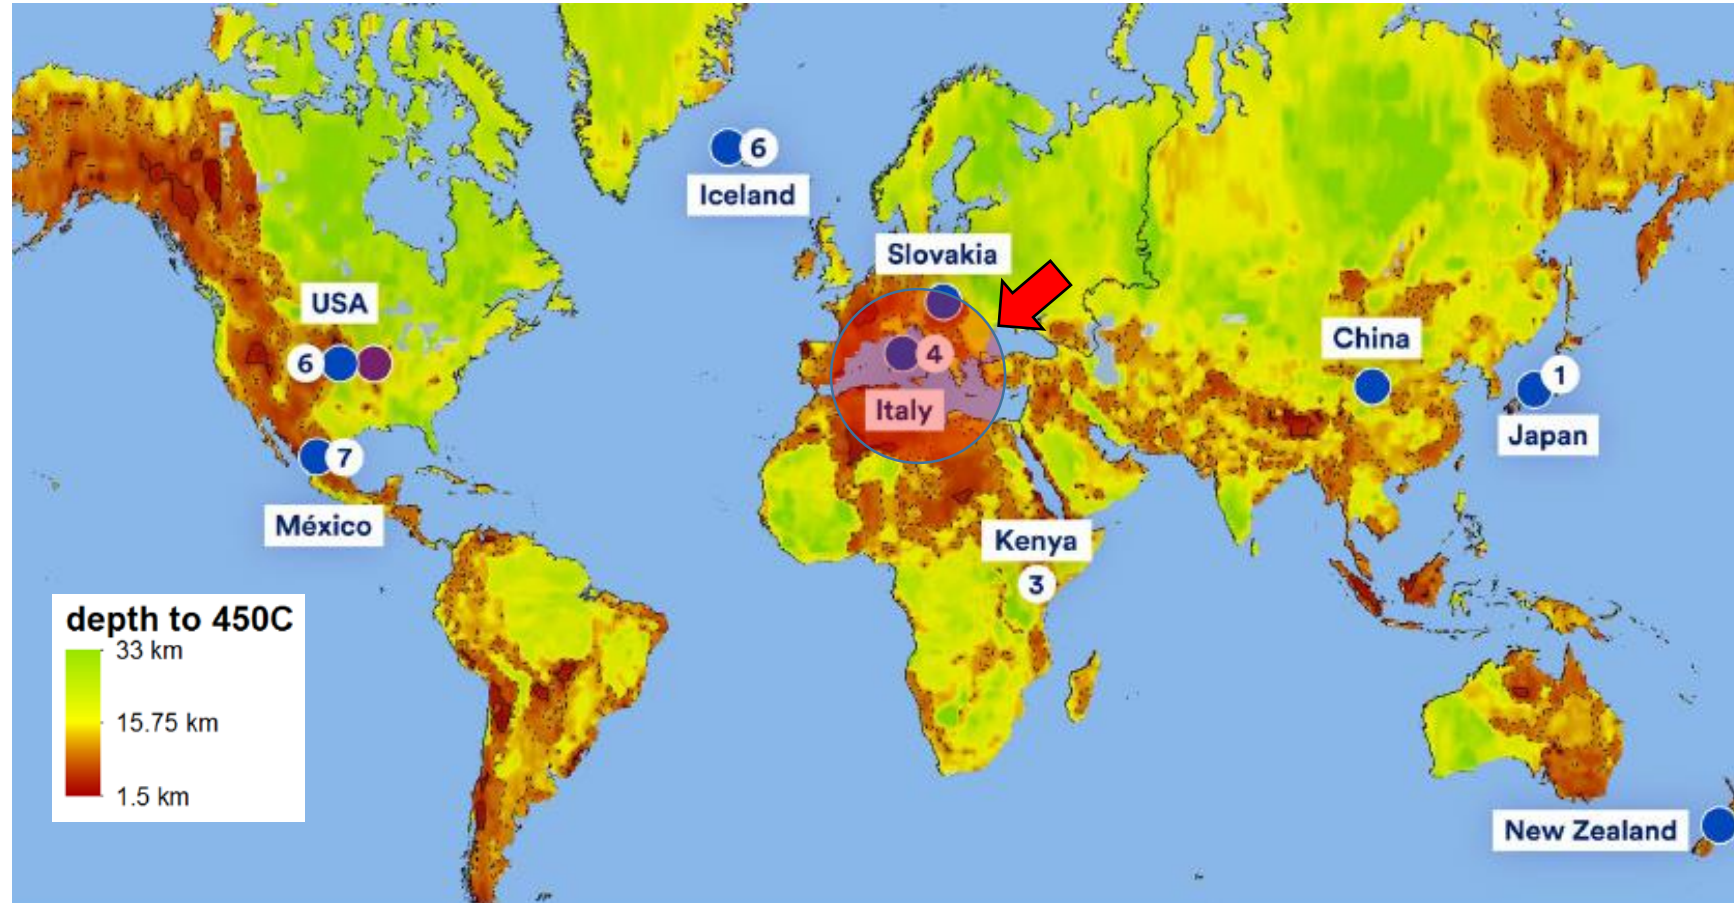 6
Iceland
Slovakia
USA
China
6
4
1
Italy
Japan
7
México
Kenya
3
depth to 450C
33 km
15.75 km
1.5 km
New Zealand